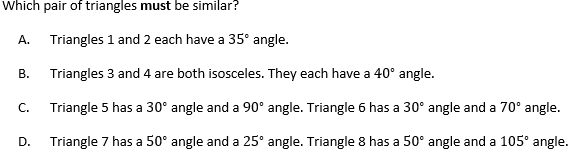 Which pair of triangles must be similar?
A. Triangles 1 and 2 each have a 35° angle.
B. Triangles 3 and 4 are both isosceles. They each have a 40° angle.
C. Triangle 5 has a 30° angle and a 90° angle. Triangle 6 has a 30° angle and a 70° angle.
D. Triangle 7 has a 50° angle and a 25° angle. Triangle 8 has a 50° angle and a 105° angle.